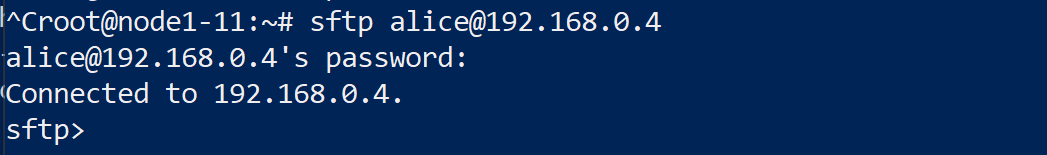 ^Croot@node1-11:~# sftp alice@192.168.0.4
alice@192.168.0.4's password:
Connected to 192.168.0.4.
sftp>